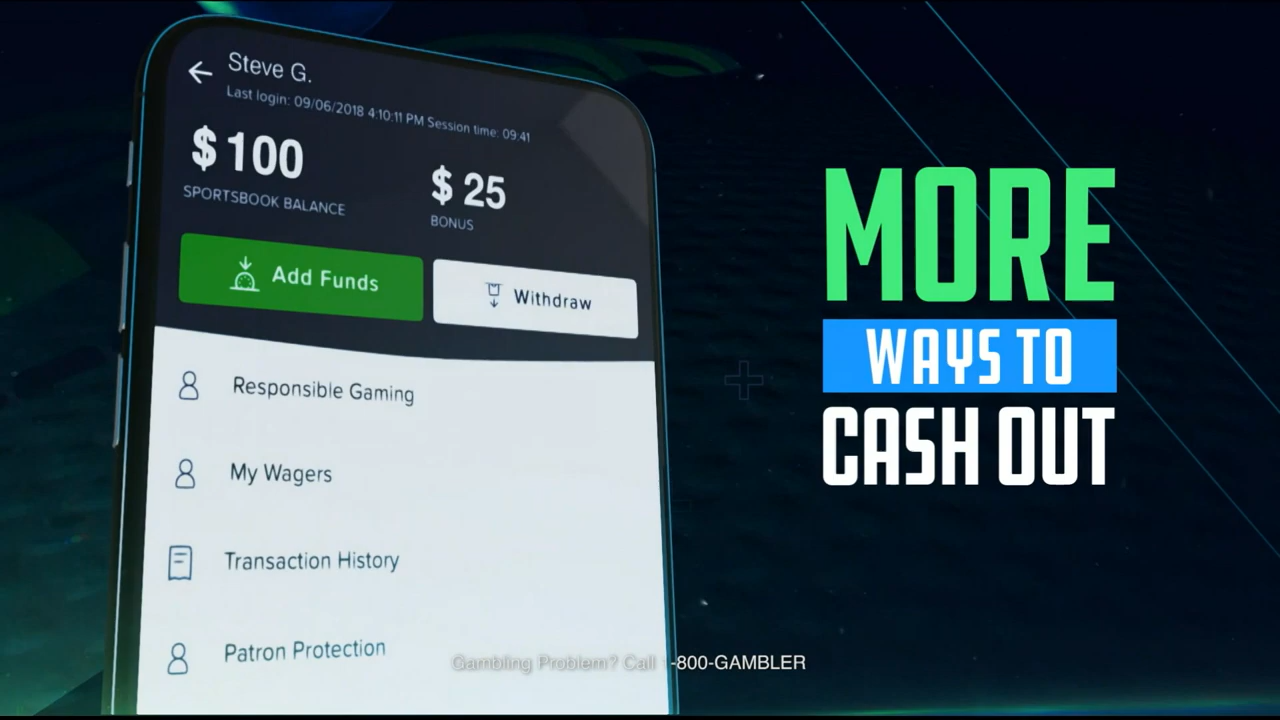 Steve G.
Last login: 09/06/2018 4:10:11 PM Session time: 09:41
$100
SPORTSBOOK BALANCE
$25
BONUS
Add Funds
Withdraw
Responsible Gaming
My Wagers
Transaction History
Patron Protection
MORE
WAYS TO
CASH OUT
Gambling Problem? Call 1-800-GAMBLER